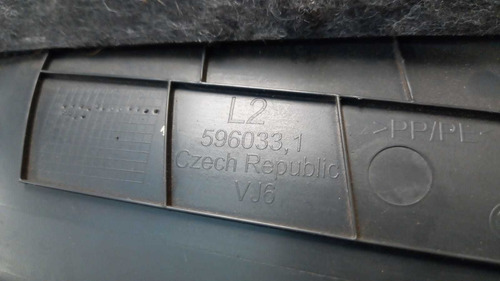 L2
596033,1
Czech Republic
VJ6
>PP/PE